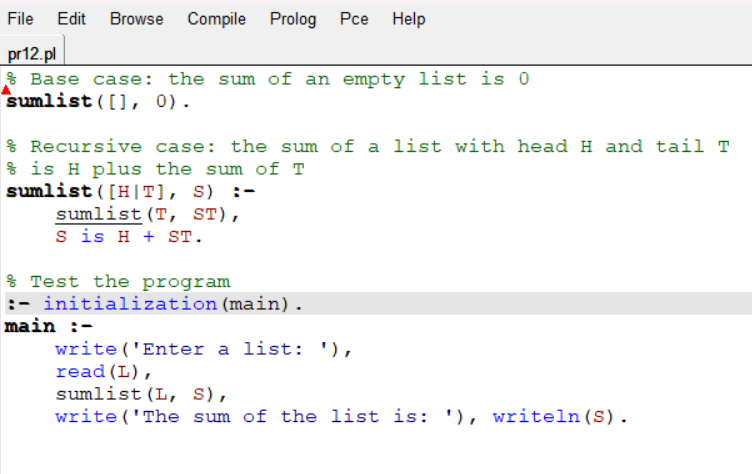 File Edit Browse Compile Prolog Pce Help
pr12.pl
% Base case: the sum of an empty list is 0
sumlist([], 0).
% Recursive case: the sum of a list with head H and tail T
% is H plus the sum of T
sumlist([H|T], S) :-
    sumlist(T, ST),
    S is H + ST.
% Test the program
:- initialization(main).
main :-
    write('Enter a list: '),
    read(L),
    sumlist(L, S),
    write('The sum of the list is: '), writeln(S).